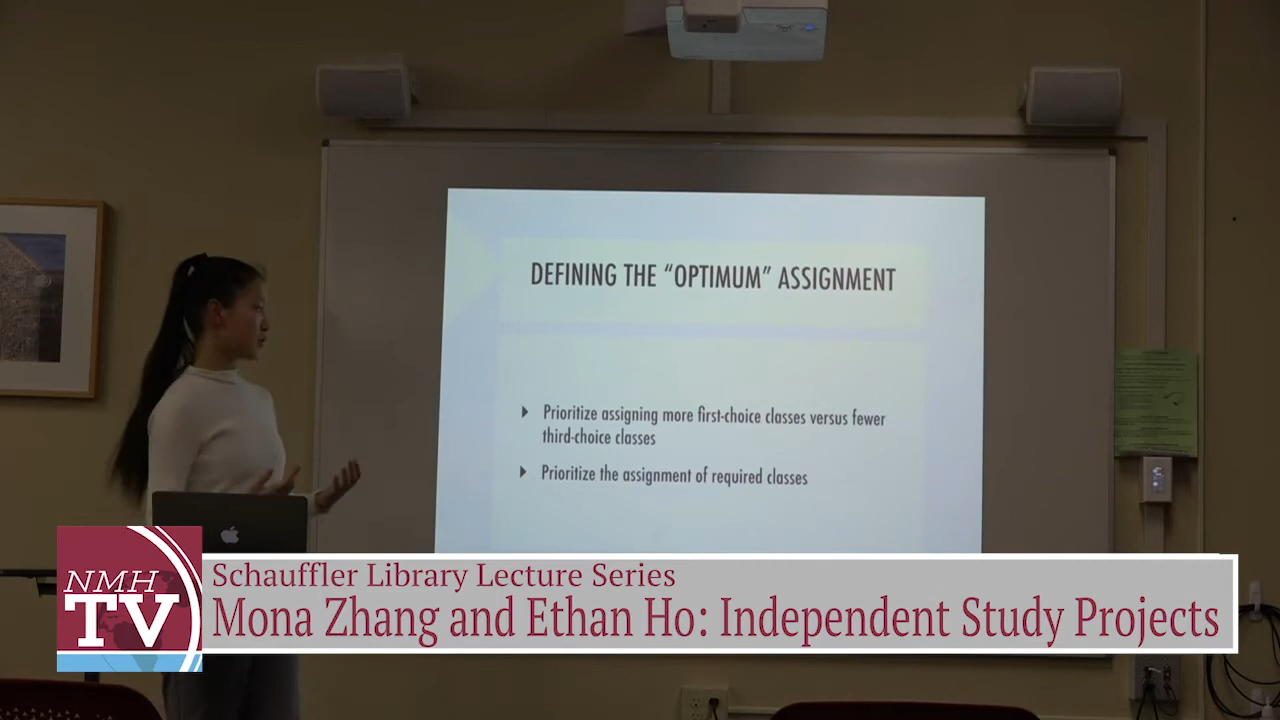 DEFINING THE “OPTIMUM” ASSIGNMENT
Prioritize assigning more first-choice classes versus fewer
third-choice classes
Prioritize the assignment of required classes
NMH
TV
Schauffler Library Lecture Series
Mona Zhang and Ethan Ho: Independent Study Projects